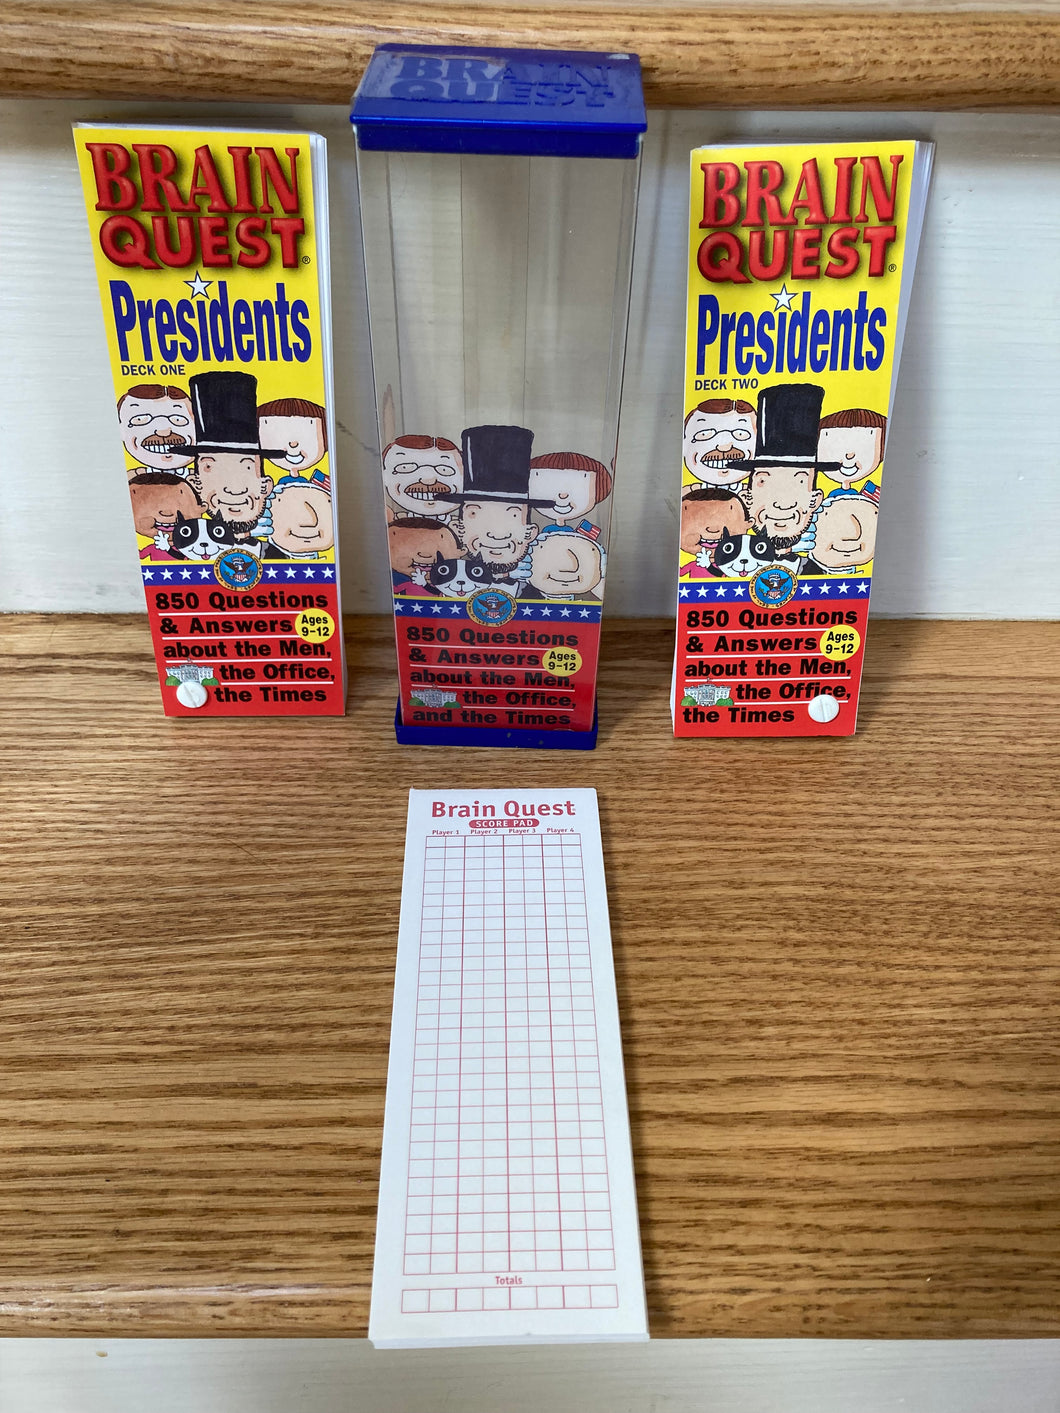 BRAIN
QUEST®
Presidents
DECK ONE
850 Questions
& Answers
Ages
9-12
about the Men,
the Office,
the Times
BRAIN
QUEST
850 Questions
& Answers
Ages
9-12
about the Men,
the Office,
and the Times
BRAIN
QUEST®
Presidents
DECK TWO
850 Questions
& Answers
Ages
9-12
about the Men,
the Office,
the Times
Brain Quest
SCORE PAD
Player 1 Player 2 Player 3 Player 4
Totals